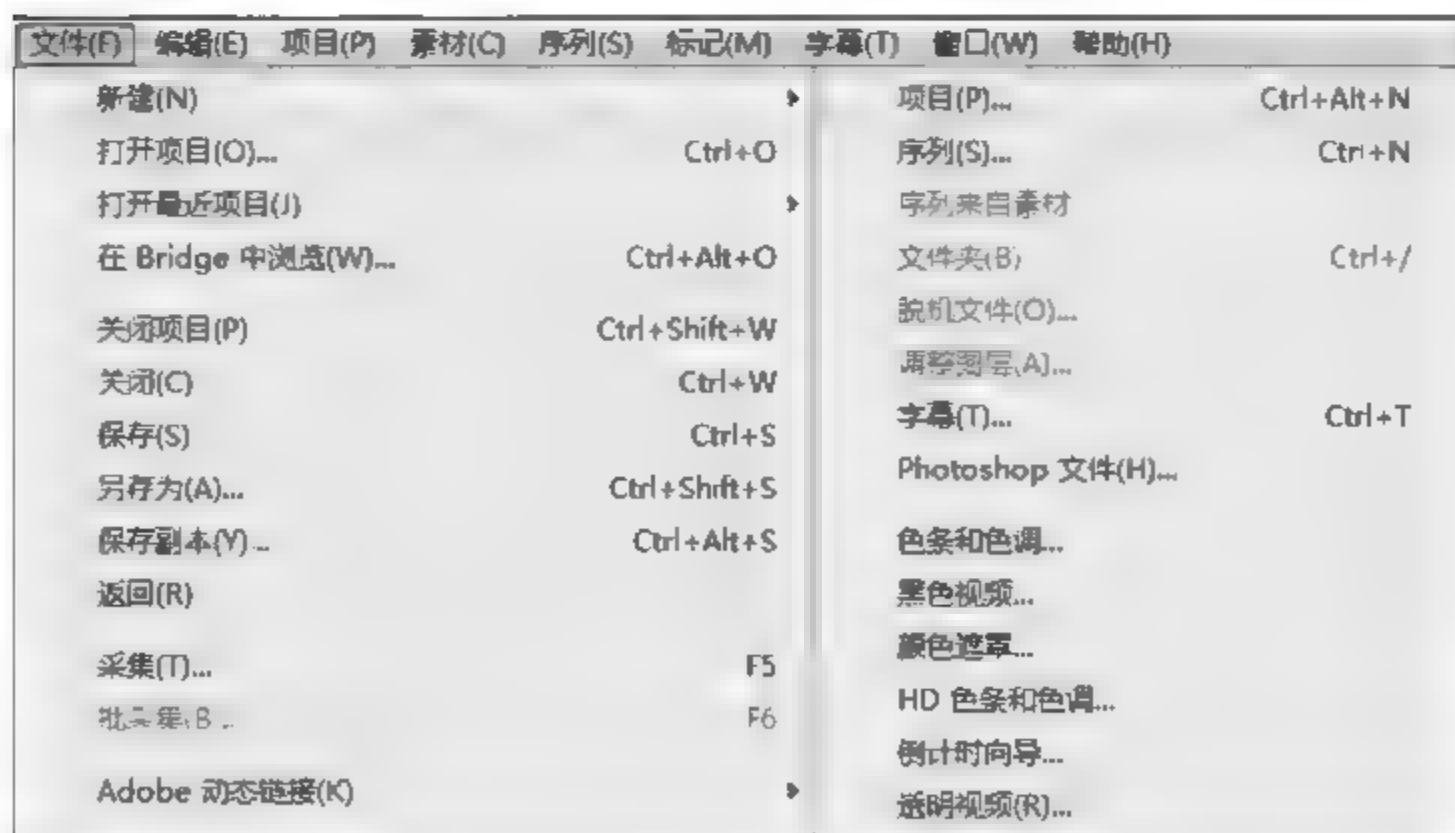 文件(F) 编辑(E) 项目(P) 素材(C) 序列(S) 标记(M) 字幕(T) 窗口(W) 帮助(H)
新建(N)
打开项目(O)... Ctrl+O
打开最近项目(J)
在 Bridge 中浏览(W)... Ctrl+Alt+O
关闭项目(P) Ctrl+Shift+W
关闭(C) Ctrl+W
保存(S) Ctrl+S
另存为(A)... Ctrl+Shift+S
保存副本(Y)... Ctrl+Alt+S
返回(R)
采集(T)... F5
批采集(B)... F6
Adobe 动态链接(K)
项目(P)... Ctrl+Alt+N
序列(S)... Ctrl+N
序列来自素材
文件夹(B) Ctrl+/
脱机文件(O)...
调整图层(A)...
字幕(T)... Ctrl+T
Photoshop 文件(H)...
色条和色调...
黑色视频...
颜色遮罩...
HD 色条和色调...
倒计时向导...
透明视频(R)...